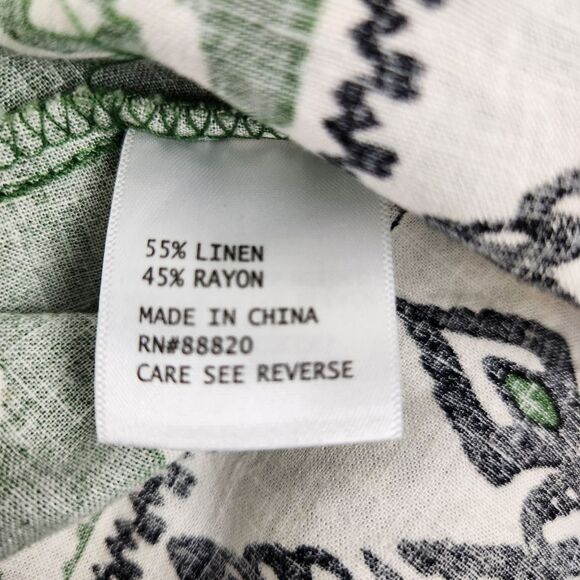 55% LINEN
45% RAYON
MADE IN CHINA
RN#88820
CARE SEE REVERSE